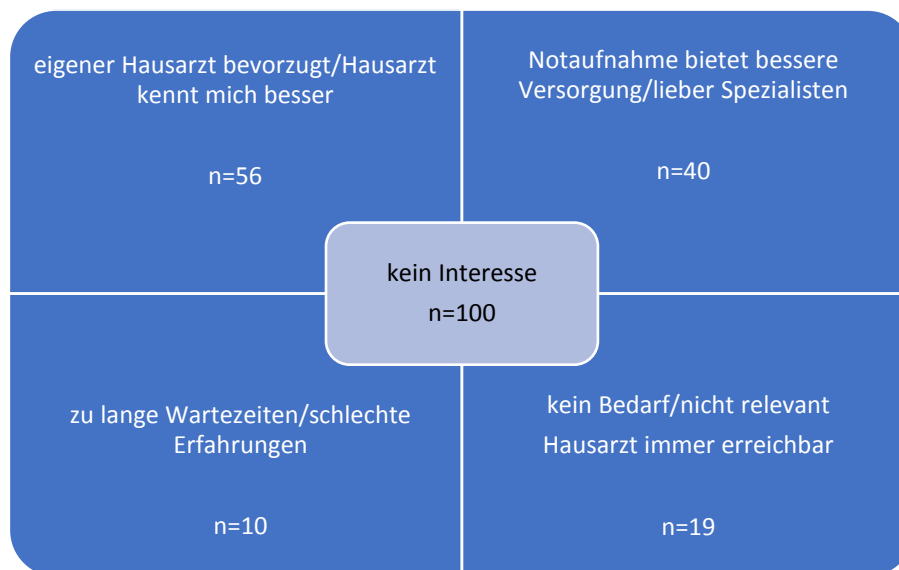 eigener Hausarzt bevorzugt/Hausarzt
kennt mich besser
n=56
Notaufnahme bietet bessere
Versorgung/lieber Spezialisten
n=40
kein Interesse
n=100
zu lange Wartezeiten/schlechte
Erfahrungen
n=10
kein Bedarf/nicht relevant
Hausarzt immer erreichbar
n=19